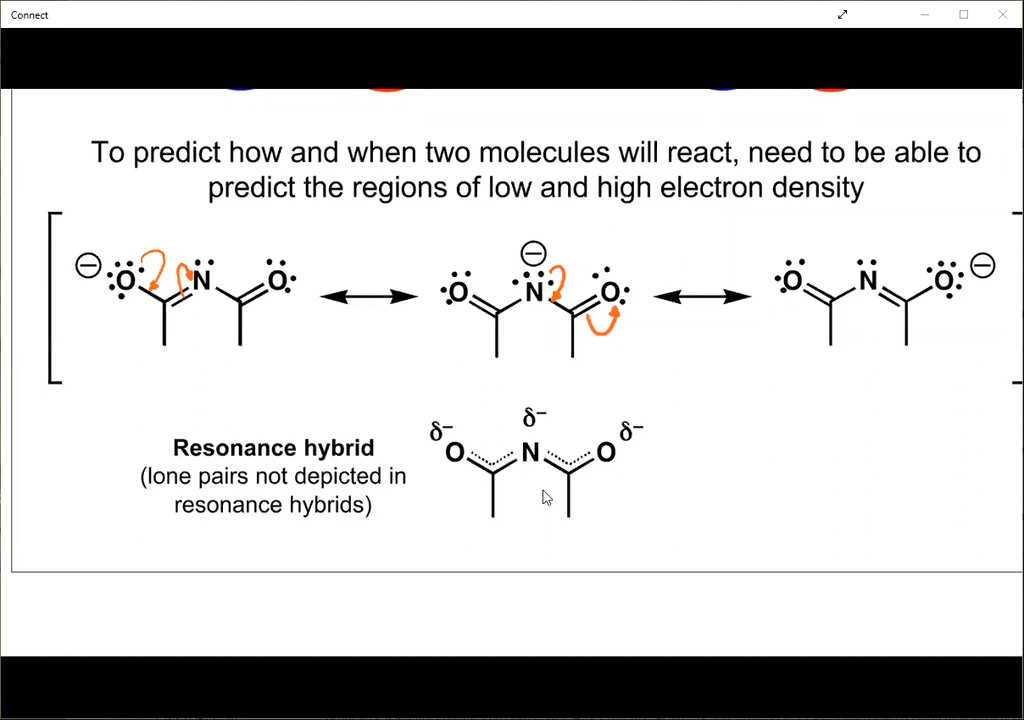 Connect
To predict how and when two molecules will react, need to be able to
predict the regions of low and high electron density
⊖ O N O O N ⊖ O O N O ⊖
δ− δ− δ−
O N O
Resonance hybrid
(lone pairs not depicted in
resonance hybrids)